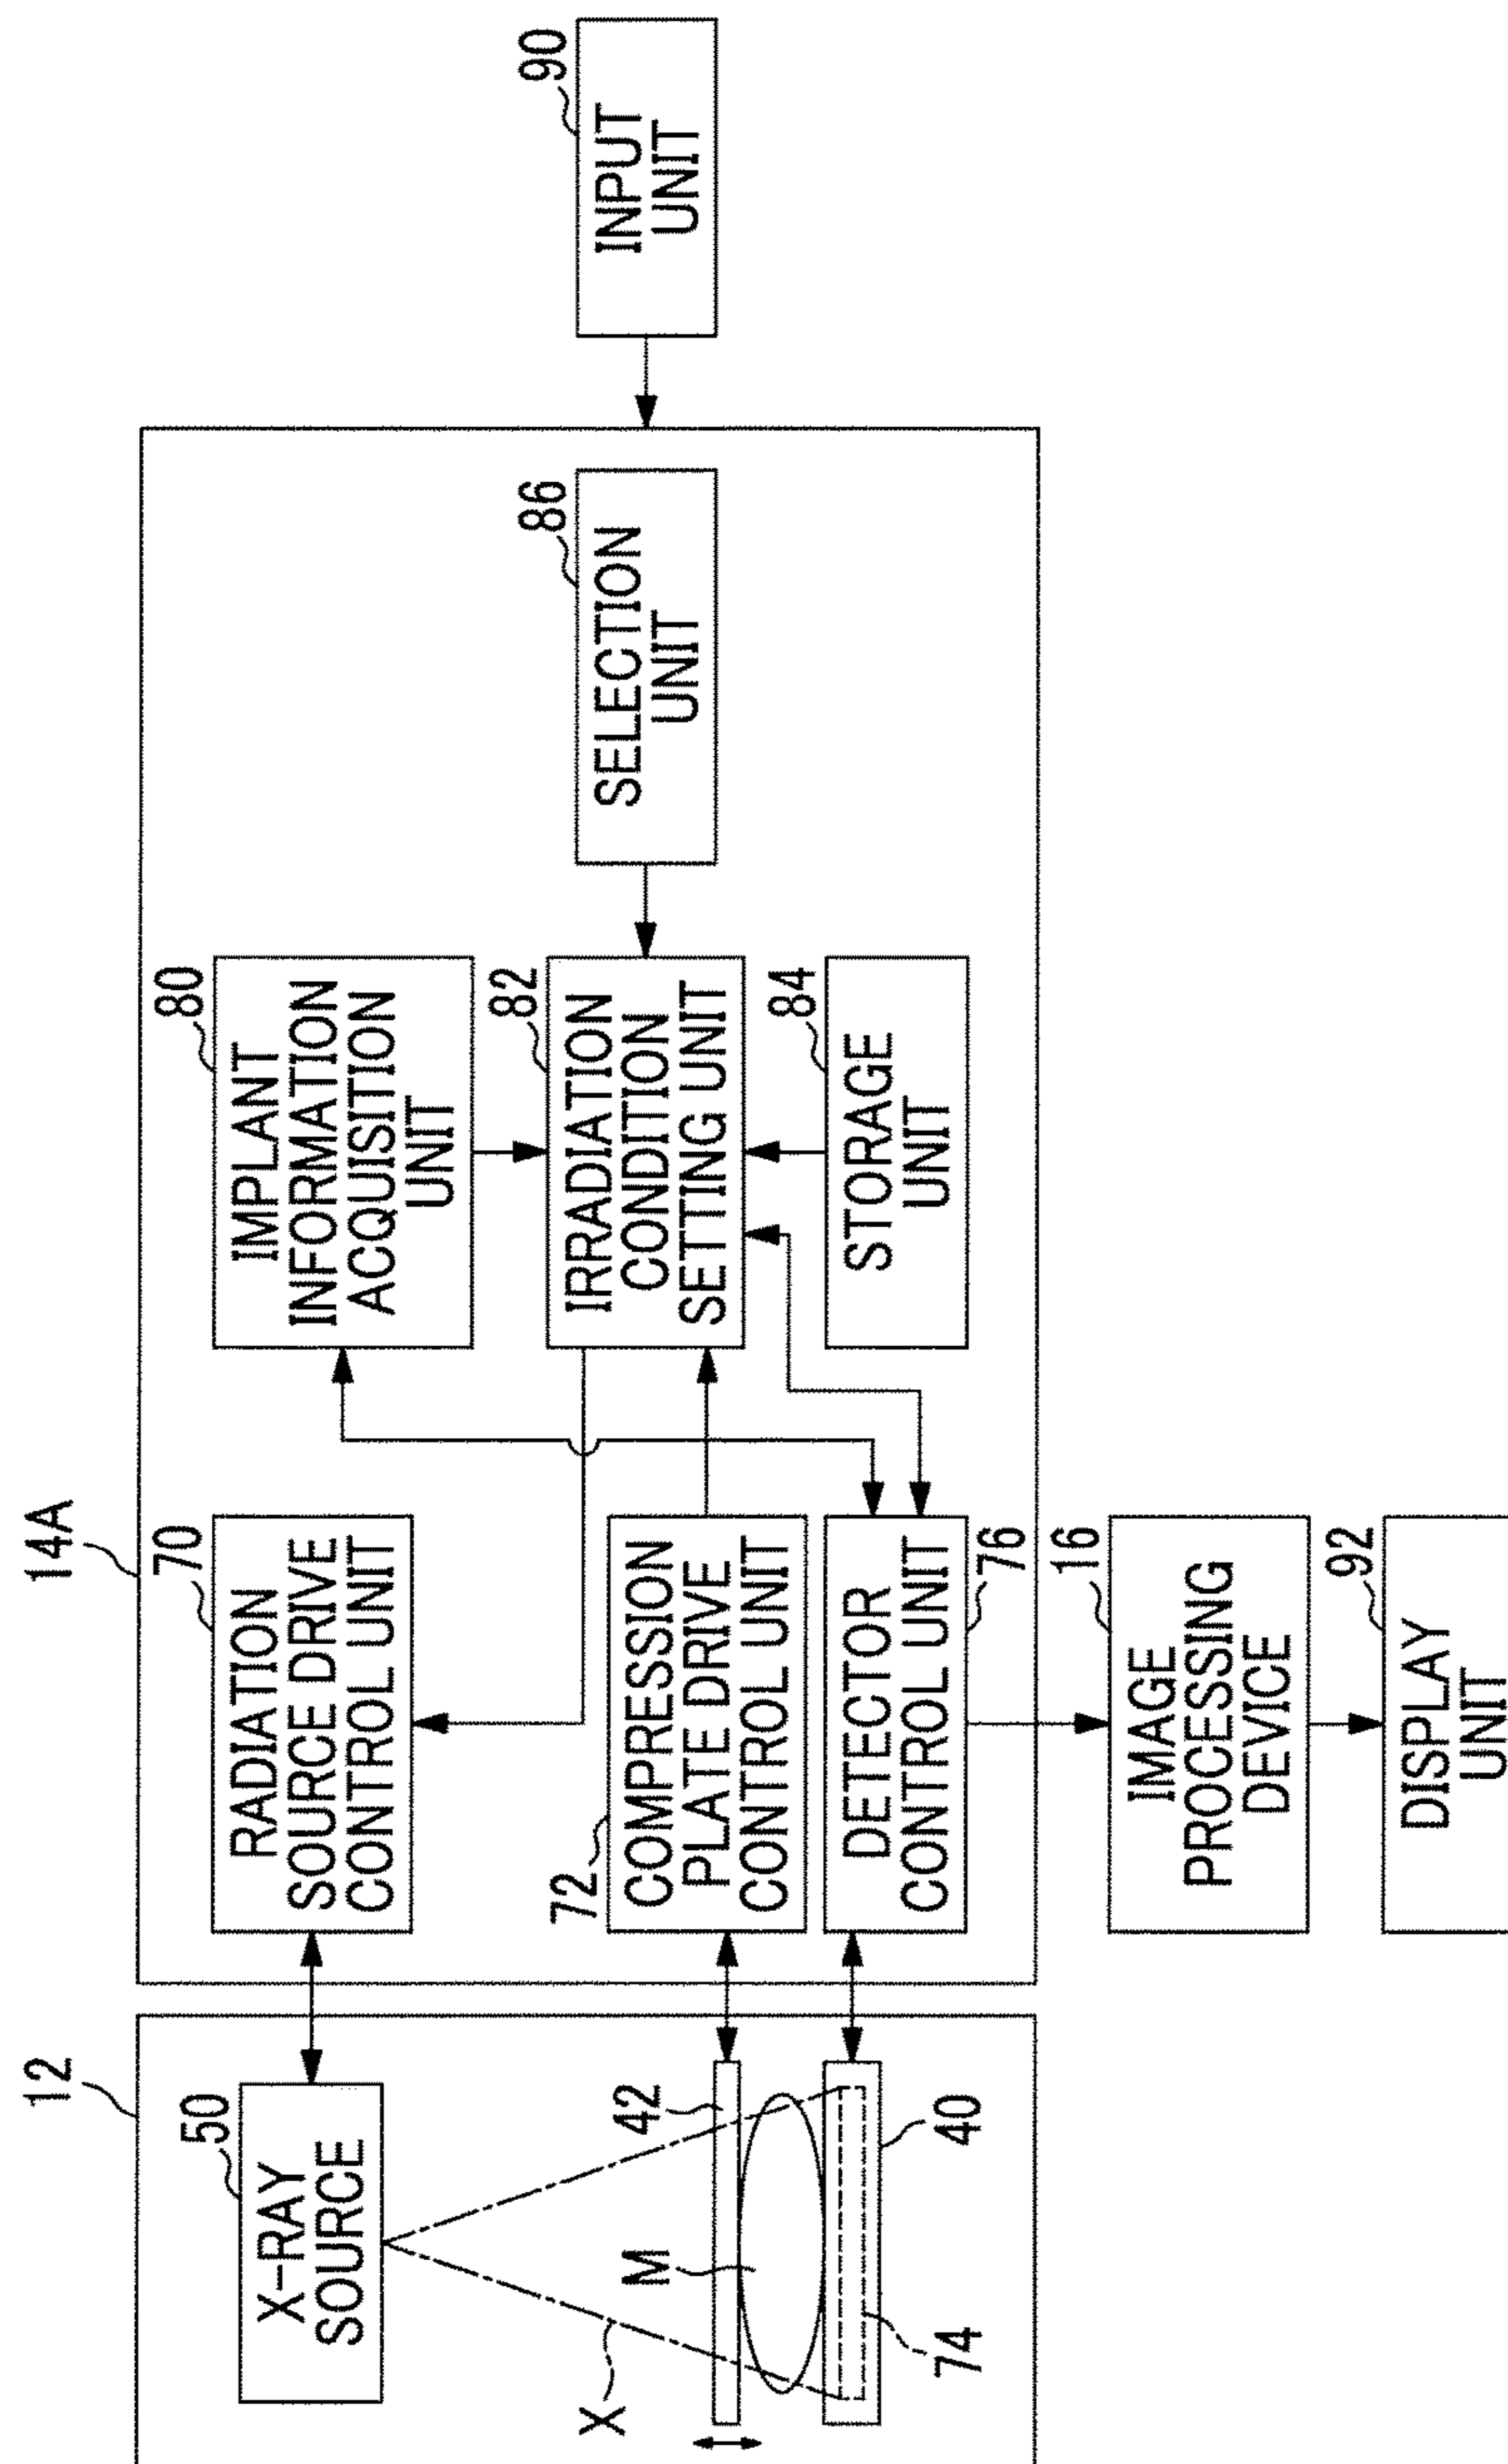 12
50
X-RAY
SOURCE
X
M
42
74
40
14A
70
RADIATION
SOURCE DRIVE
CONTROL UNIT
72
COMPRESSION
PLATE DRIVE
CONTROL UNIT
DETECTOR
CONTROL UNIT
76
80
IMPLANT
INFORMATION
ACQUISITION
UNIT
82
IRRADIATION
CONDITION
SETTING UNIT
84
STORAGE
UNIT
86
SELECTION
UNIT
90
INPUT
UNIT
16
IMAGE
PROCESSING
DEVICE
92
DISPLAY
UNIT